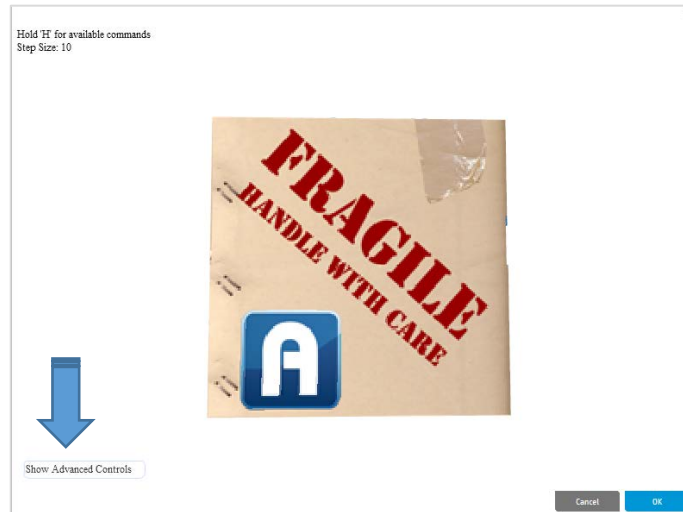 Hold 'H' for available commands
Step Size: 10
FRAGILE
HANDLE WITH CARE
A
Show Advanced Controls
Cancel
OK